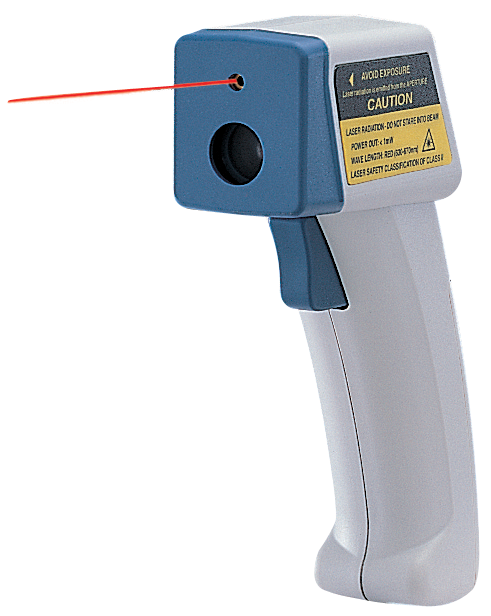 AVOID EXPOSURE
Laser radiation is emitted from the APERTURE
CAUTION
LASER RADIATION-DO NOT STARE INTO BEAM
POWER OUT: < 1mW
WAVE LENGTH: RED (630-670nm)
LASER SAFETY CLASSIFICATION OF CLASS II